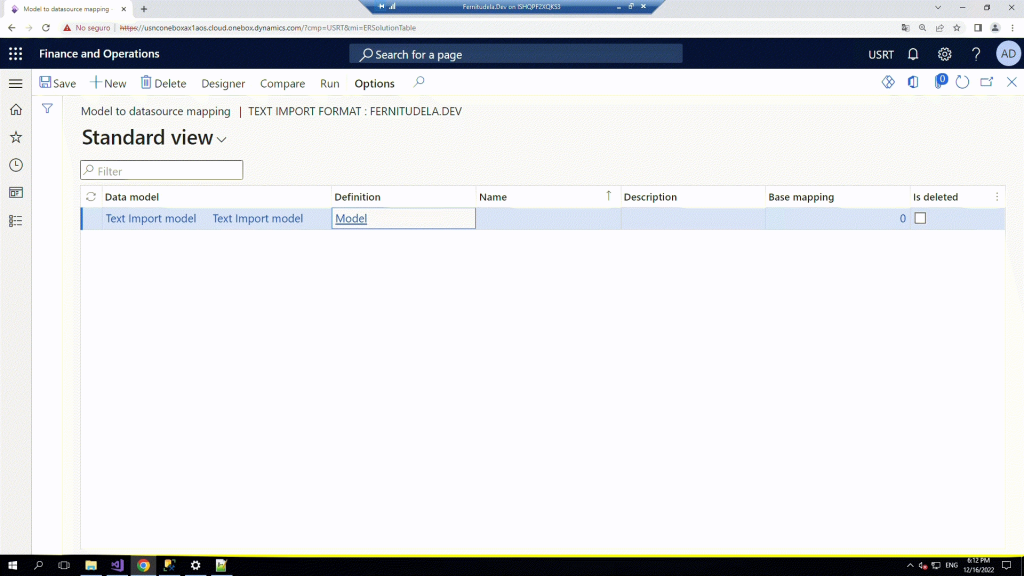 Model to datasource mapping
Fernitudela.Dev on ISHQPF2XQKS3
No seguro | https://usnconeboxax1aos.cloud.onebox.dynamics.com/?cmp=USRT&mi=ERSolutionTable
Finance and Operations
Search for a page
USRT
AD
Save New Delete Designer Compare Run Options
0
Model to datasource mapping | TEXT IMPORT FORMAT : FERNITUDELA.DEV
Standard view
Filter
Data model Definition Name Description Base mapping Is deleted
Text Import model Text Import model Model 0
ENG
6:12 PM
12/16/2022